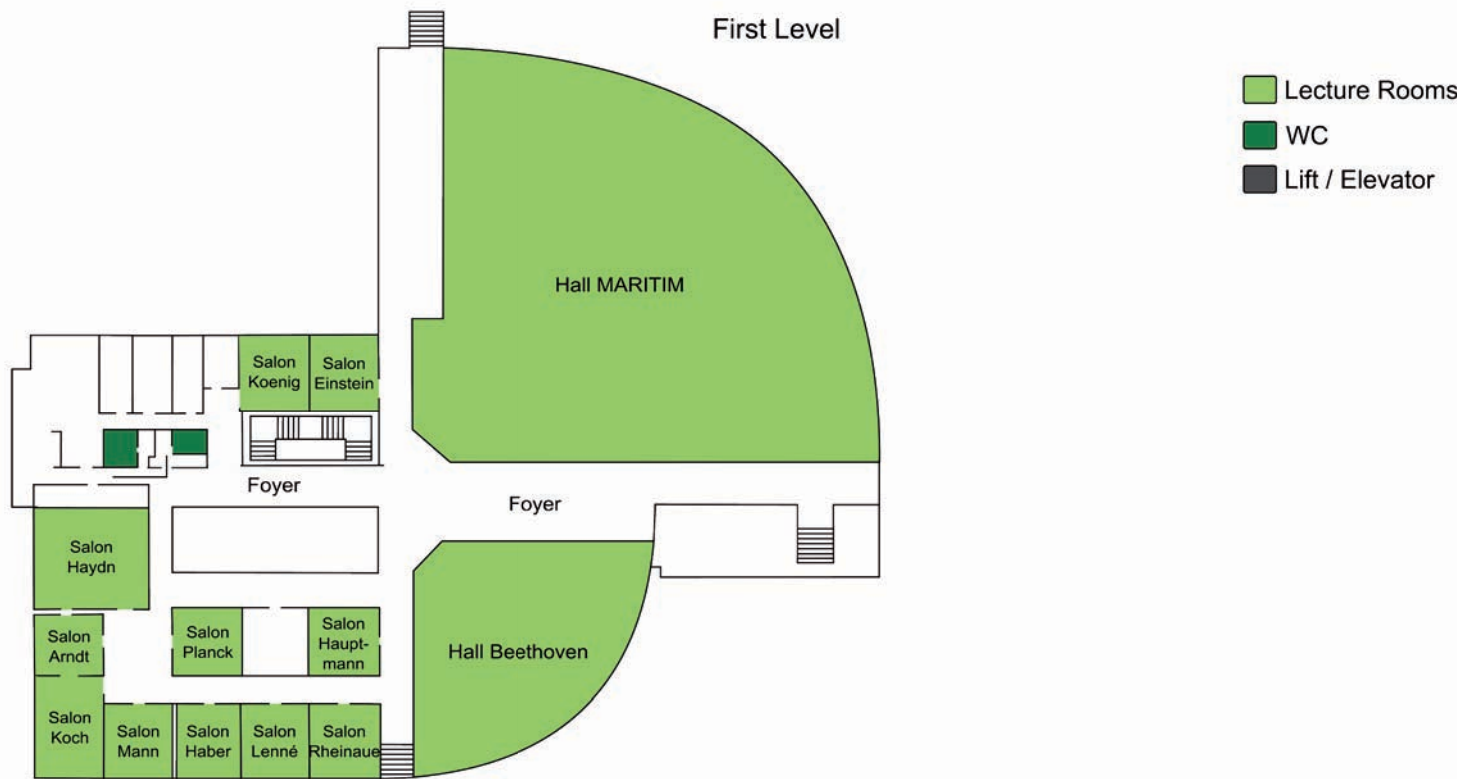 First Level
Lecture Rooms
WC
Lift / Elevator
Hall MARITIM
Salon
Koenig
Salon
Einstein
Foyer
Foyer
Salon
Haydn
Salon
Arndt
Salon
Planck
Salon
Haupt-
mann
Hall Beethoven
Salon
Koch
Salon
Mann
Salon
Haber
Salon
Lenné
Salon
Rheinaue